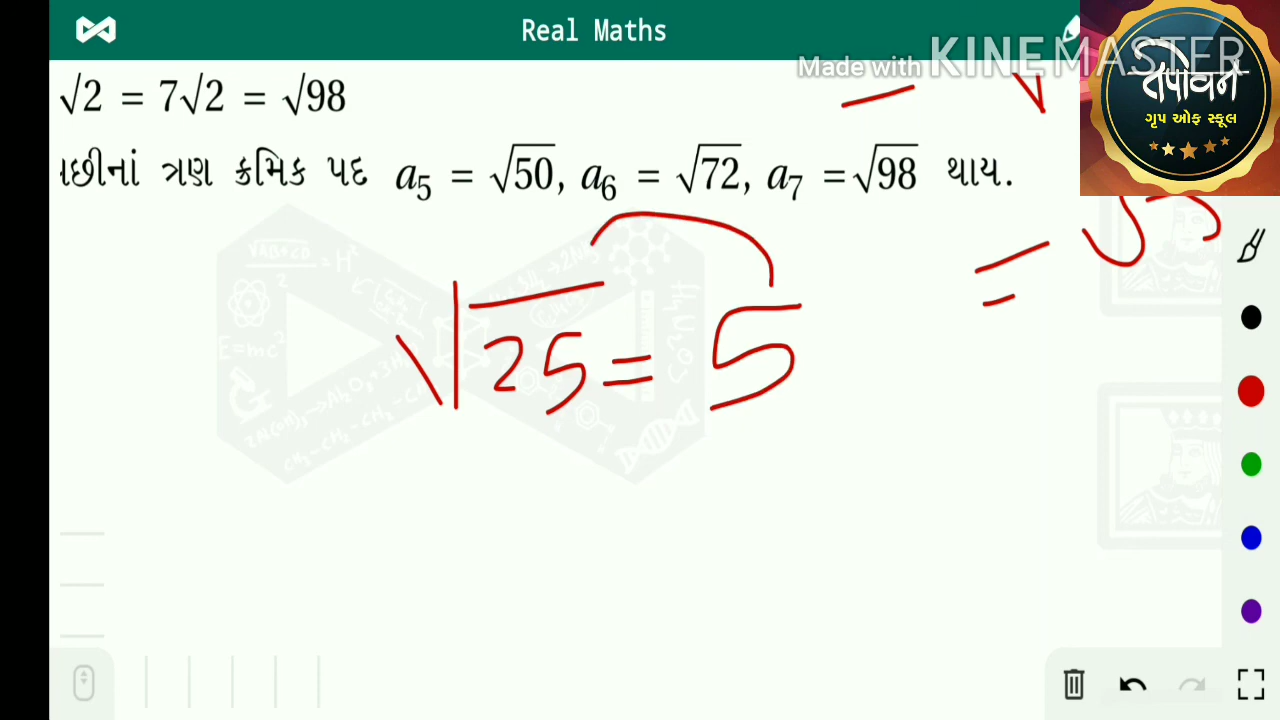 Real Maths
Made with KINEMASTER
તપોવન
ગૃપ ઓફ સ્કૂલ
√2 = 7√2 = √98
પછીનાં ત્રણ ક્રમિક પદ a₅ = √50, a₆ = √72, a₇ = √98 થાય.
√25 = 5
=